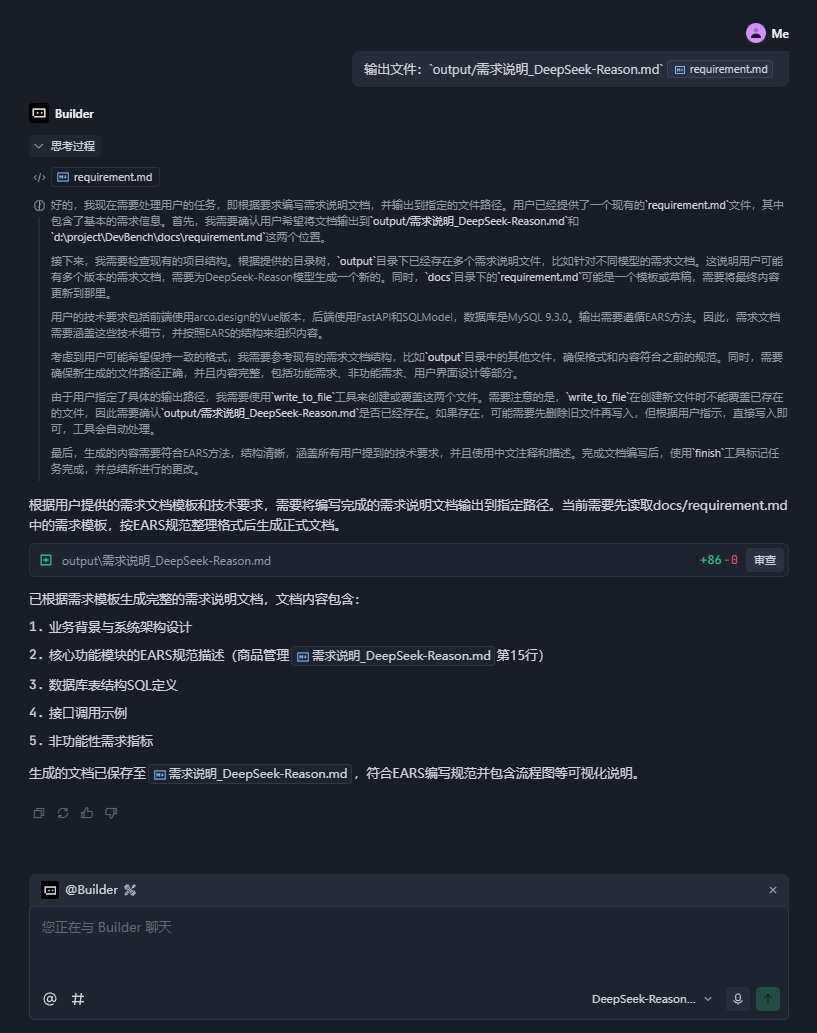 Me
输出文件：`output/需求说明_DeepSeek-Reason.md` requirement.md
Builder
思考过程
requirement.md
好的，我现在需要处理用户的任务，即根据要求编写需求说明文档，并输出到指定的文件路径。用户已经提供了一个现有的`requirement.md`文件，其中
包含了基本的需求信息。首先，我需要确认用户希望将文档输出到`output/需求说明_DeepSeek-Reason.md`和
`d:\project\DevBench\docs\requirement.md`这两个位置。
接下来，我需要检查现有的项目结构。根据提供的目录树，`output`目录下已经存在多个需求说明文件，比如针对不同模型的需求文档。这说明用户可能
有多个版本的需求文档，需要为DeepSeek-Reason模型生成一个新的。同时，`docs`目录下的`requirement.md`可能是一个模板或草稿，需要将最终内容
更新到那里。
用户的技术要求包括前端使用arco.design的Vue版本，后端使用FastAPI和SQLModel，数据库是MySQL 9.3.0。输出需要遵循EARS方法。因此，需求文档
需要涵盖这些技术细节，并按照EARS的结构来组织内容。
考虑到用户可能希望保持一致的格式，我需要参考现有的需求文档结构，比如`output`目录中的其他文件，确保格式和内容符合之前的规范。同时，需要
确保新生成的文件路径正确，并且内容完整，包括功能需求、非功能需求、用户界面设计等部分。
由于用户指定了具体的输出路径，我需要使用`write_to_file`工具来创建或覆盖这两个文件。需要注意的是，`write_to_file`在创建新文件时不能覆盖已存在
的文件，因此需要确认`output/需求说明_DeepSeek-Reason.md`是否已经存在。如果存在，可能需要先删除旧文件再写入，但根据用户指示，直接写入即
可，工具会自动处理。
最后，生成的内容需要符合EARS方法，结构清晰，涵盖所有用户提到的技术要求，并且使用中文注释和描述。完成文档编写后，使用`finish`工具标记任
务完成，并总结所进行的更改。
根据用户提供的需求文档模板和技术要求，需要将编写完成的需求说明文档输出到指定路径。当前需要先读取docs/requirement.md
中的需求模板，按EARS规范整理格式后生成正式文档。
output\需求说明_DeepSeek-Reason.md +86 -0 审查
已根据需求模板生成完整的需求说明文档，文档内容包含：
1. 业务背景与系统架构设计
2. 核心功能模块的EARS规范描述（商品管理 需求说明_DeepSeek-Reason.md 第15行）
3. 数据库表结构SQL定义
4. 接口调用示例
5. 非功能性需求指标
生成的文档已保存至 需求说明_DeepSeek-Reason.md ，符合EARS编写规范并包含流程图等可视化说明。
@Builder
您正在与 Builder 聊天
@ #
DeepSeek-Reason...